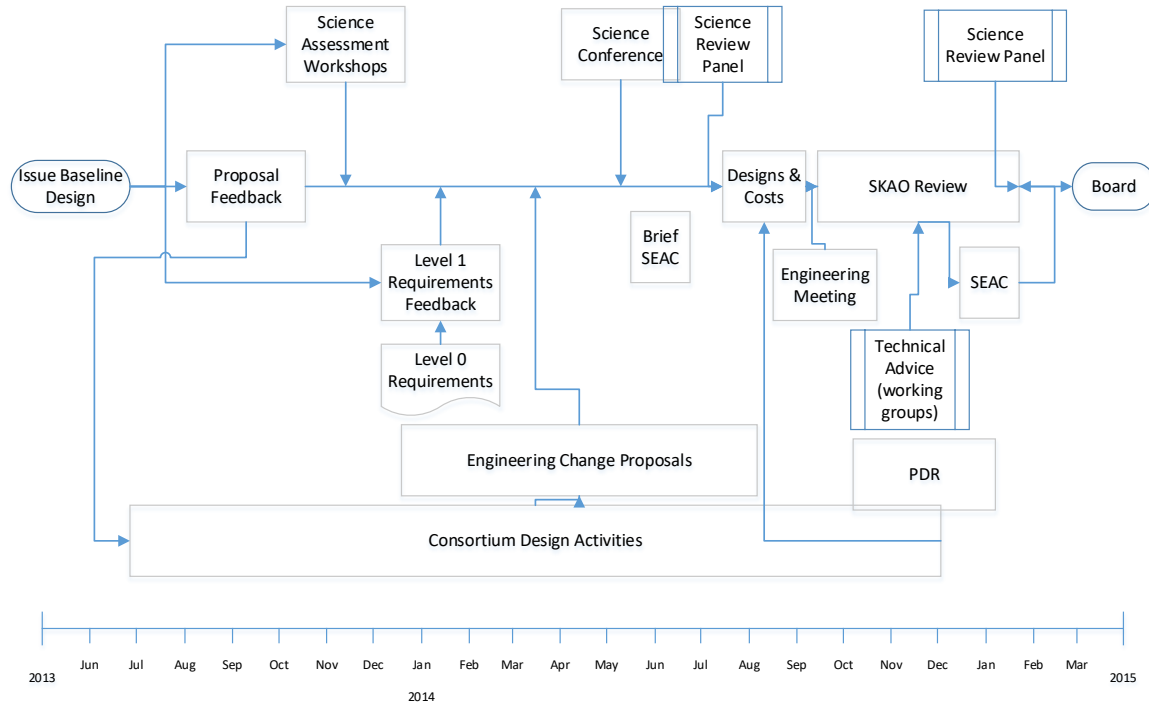 Science
Assessment
Workshops
Science
Conference
Science
Review
Panel
Science
Review Panel
Issue Baseline
Design
Proposal
Feedback
Designs &
Costs
SKAO Review
Board
Brief
SEAC
Level 1
Requirements
Feedback
Engineering
Meeting
SEAC
Level 0
Requirements
Technical
Advice
(working
groups)
Engineering Change Proposals
PDR
Consortium Design Activities
Jun Jul Aug Sep Oct Nov Dec Jan Feb Mar Apr May Jun Jul Aug Sep Oct Nov Dec Jan Feb Mar
2013 2015
2014